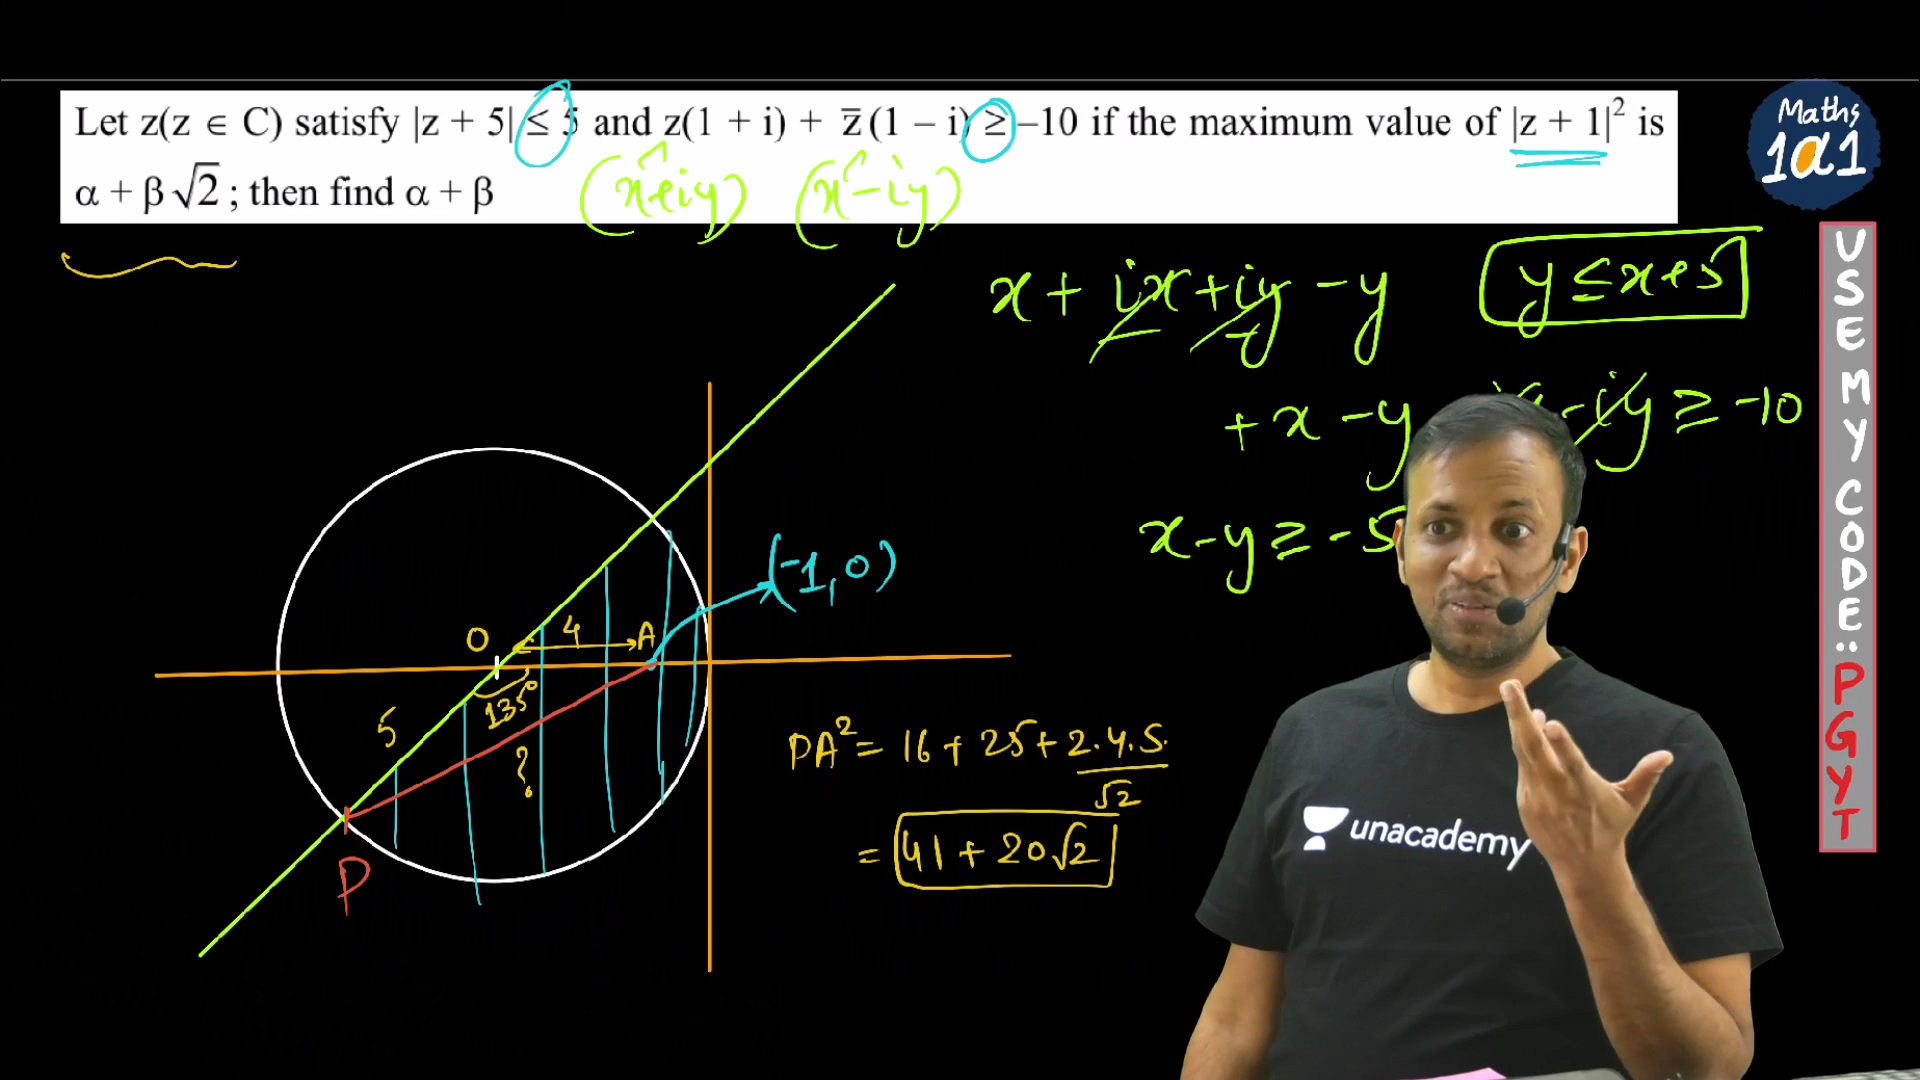 Let z(z ∈ C) satisfy |z + 5| ≤ 5 and z(1 + i) + z̄(1 – i) ≥ –10 if the maximum value of |z + 1|² is
α + β√2 ; then find α + β
(x+iy) (x-iy)
Maths
1α1
x + ix + iy - y
y ≤ x+5
+ x - y - iy ≥ -10
x - y ≥ -5
(-1, 0)
O 4 A
135°
5
?
P
PA² = 16 + 25 + 2.4.5.
√2
= 41 + 20√2
unacademy
USE MY CODE:: PGYT